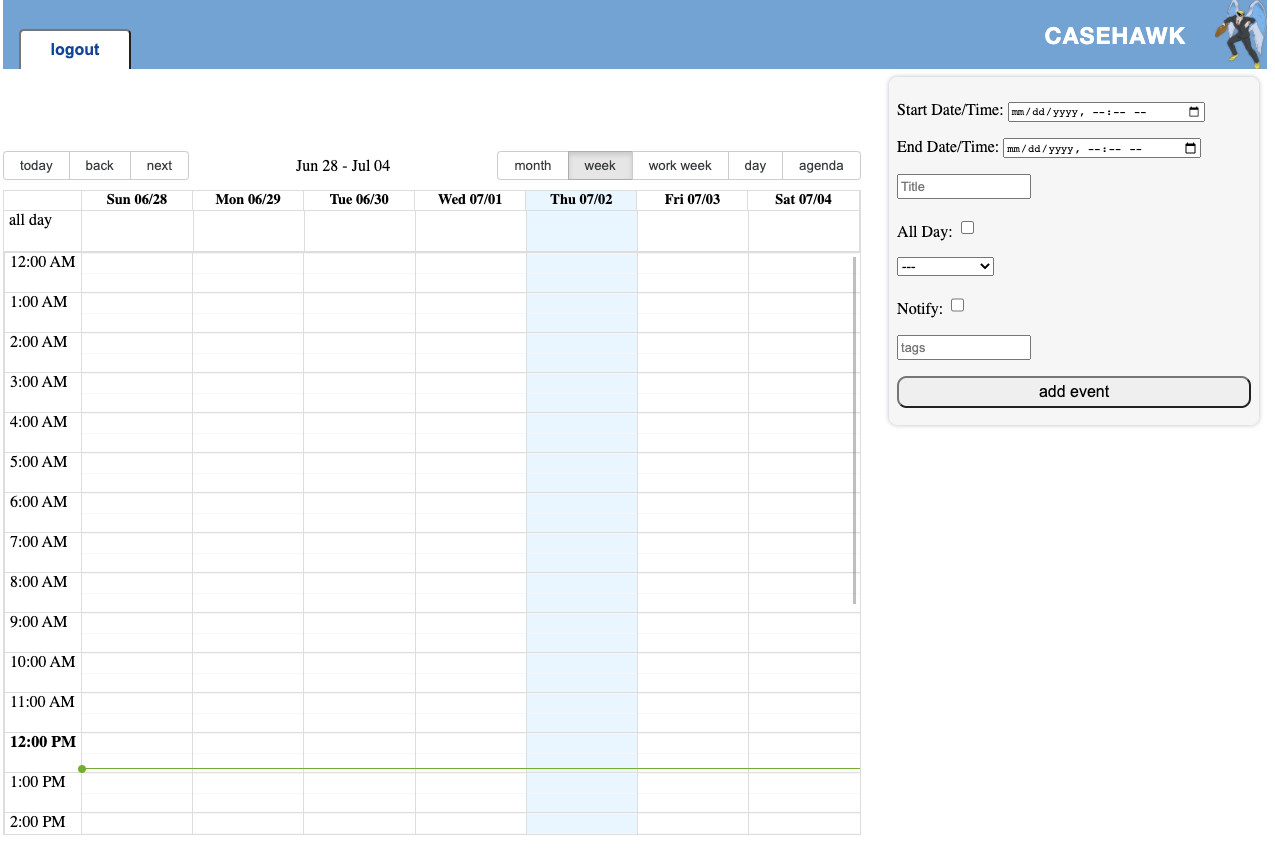 logout
CASEHAWK
today back next
Jun 28 - Jul 04
month week work week day agenda
Sun 06/28 Mon 06/29 Tue 06/30 Wed 07/01 Thu 07/02 Fri 07/03 Sat 07/04
all day
12:00 AM
1:00 AM
2:00 AM
3:00 AM
4:00 AM
5:00 AM
6:00 AM
7:00 AM
8:00 AM
9:00 AM
10:00 AM
11:00 AM
12:00 PM
1:00 PM
2:00 PM
Start Date/Time: mm/dd/yyyy, --:-- --
End Date/Time: mm/dd/yyyy, --:-- --
Title
All Day:
---
Notify:
tags
add event